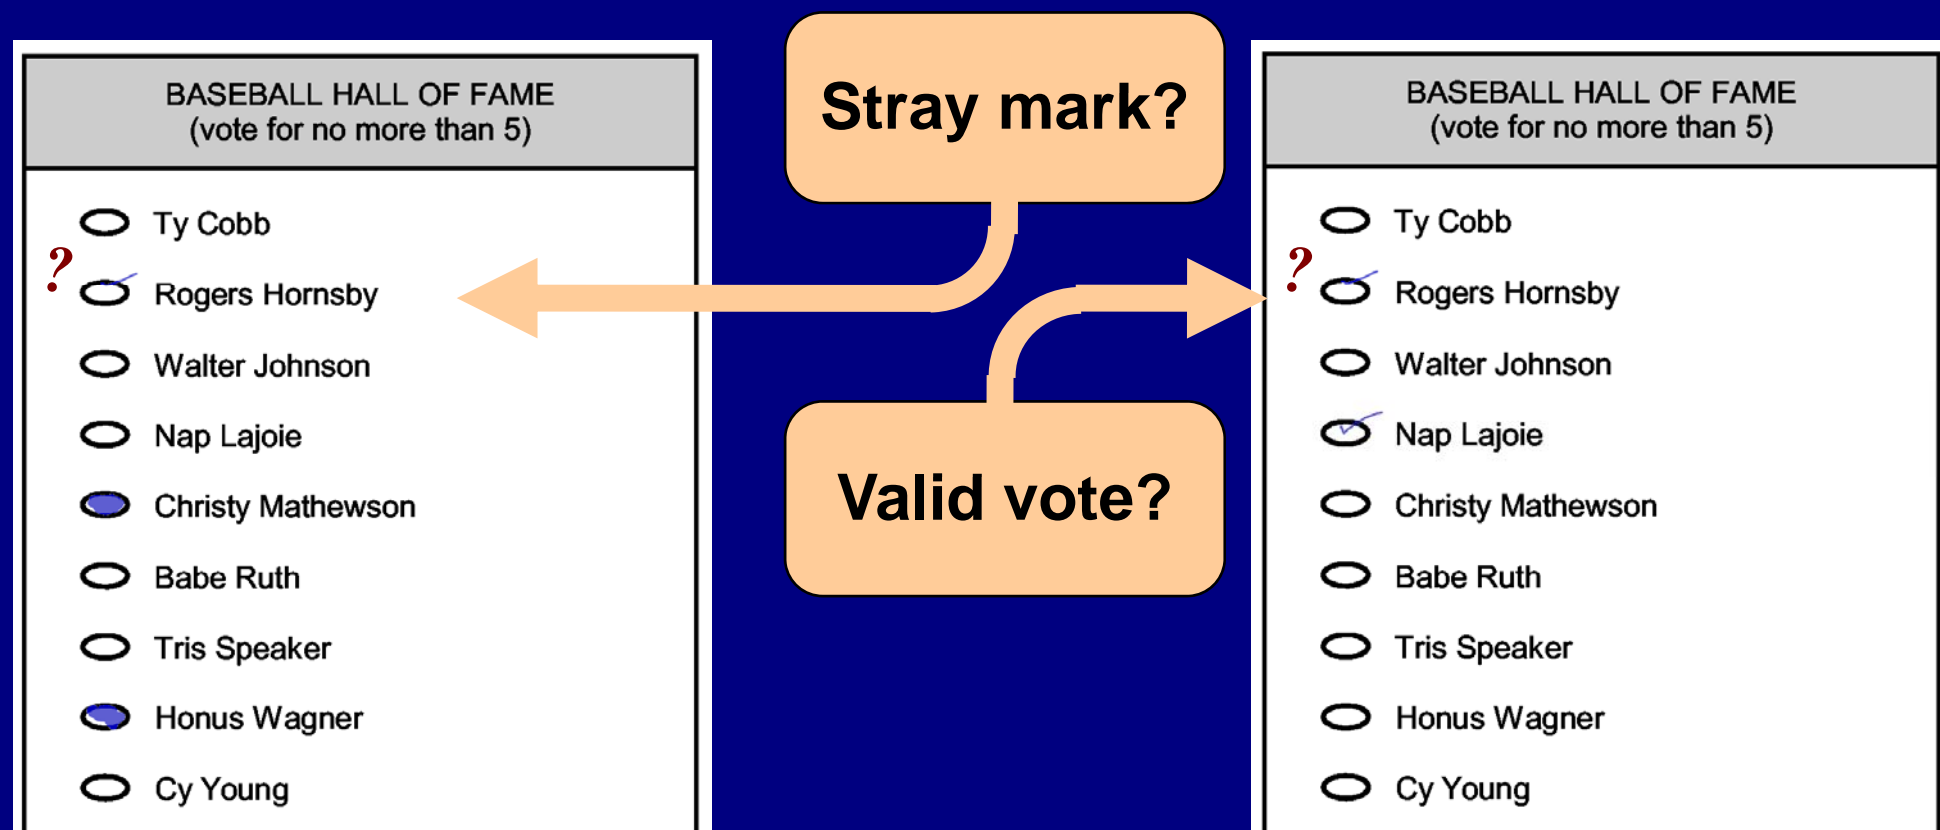 BASEBALL HALL OF FAME
(vote for no more than 5)
Ty Cobb
?
Rogers Hornsby
Walter Johnson
Nap Lajoie
Christy Mathewson
Babe Ruth
Tris Speaker
Honus Wagner
Cy Young
Stray mark?
Valid vote?
BASEBALL HALL OF FAME
(vote for no more than 5)
Ty Cobb
?
Rogers Hornsby
Walter Johnson
Nap Lajoie
Christy Mathewson
Babe Ruth
Tris Speaker
Honus Wagner
Cy Young